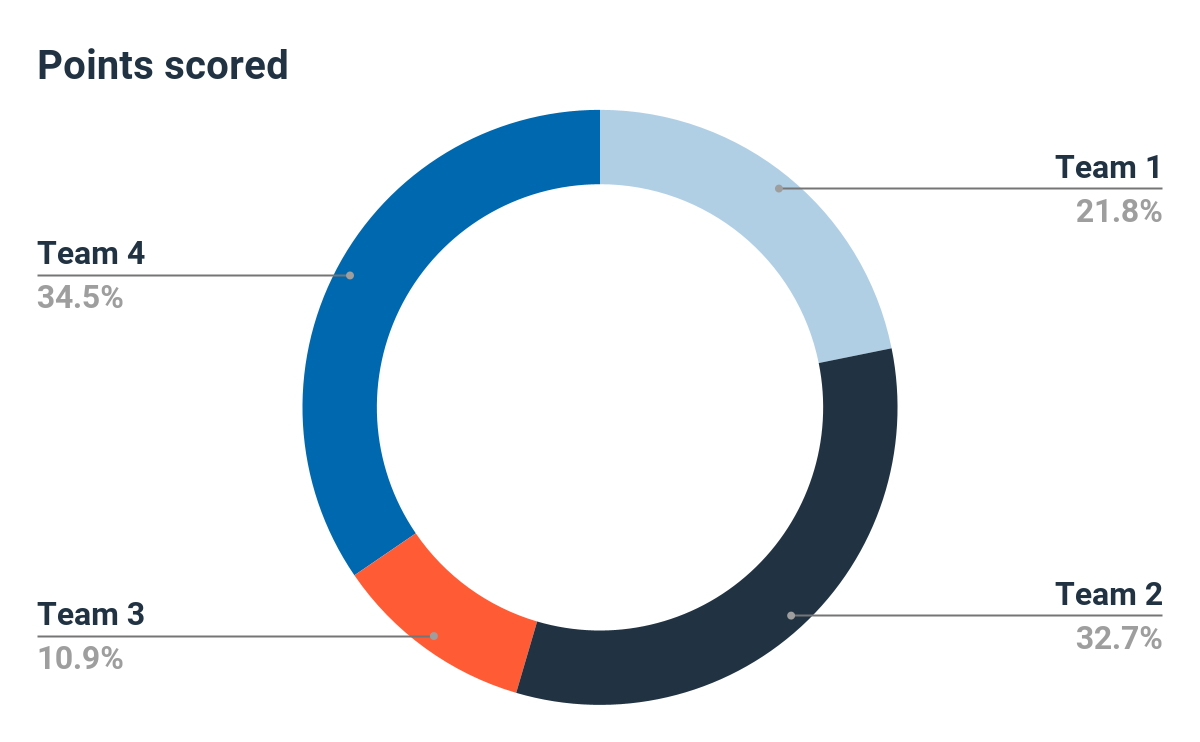 Points scored
Team 1
21.8%
Team 4
34.5%
Team 2
32.7%
Team 3
10.9%